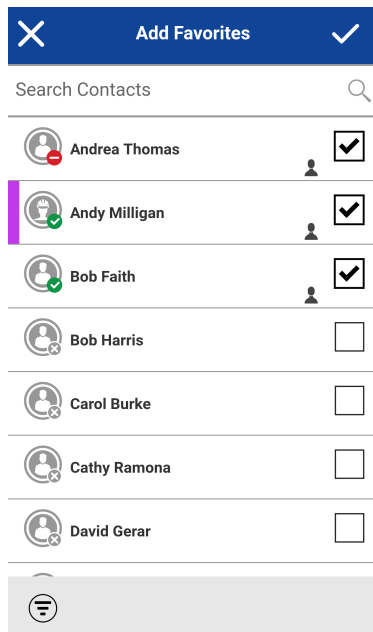 Add Favorites
Search Contacts
Andrea Thomas
Andy Milligan
Bob Faith
Bob Harris
Carol Burke
Cathy Ramona
David Gerar